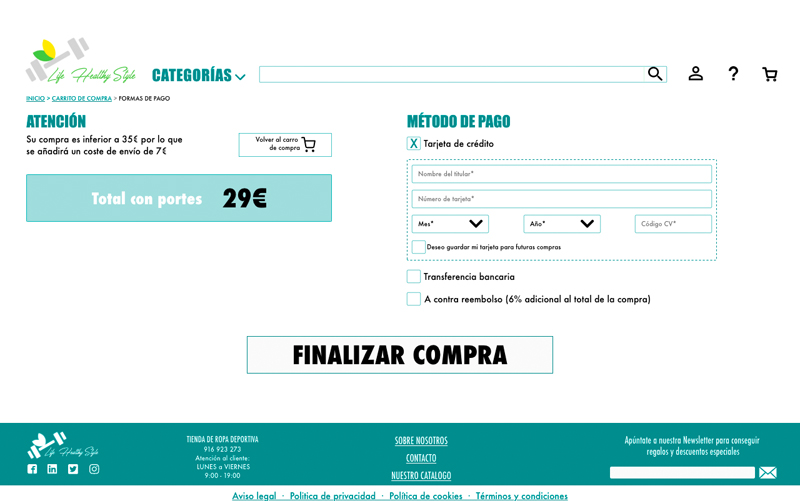 Life Healthy Style
CATEGORÍAS
?
INICIO > CARRITO DE COMPRA > FORMAS DE PAGO
ATENCIÓN
Su compra es inferior a 35€ por lo que
se añadirá un coste de envío de 7€
Volver al carro
de compra
Total con portes 29€
MÉTODO DE PAGO
X Tarjeta de crédito
Nombre del titular*
Número de tarjeta*
Mes* Año* Código CV*
Deseo guardar mi tarjeta para futuras compras
Transferencia bancaria
A contra reembolso (6% adicional al total de la compra)
FINALIZAR COMPRA
Life Healthy Style
TIENDA DE ROPA DEPORTIVA
916 923 273
Atención al cliente:
LUNES a VIERNES
9:00 - 19:00
SOBRE NOSOTROS
CONTACTO
NUESTRO CATALOGO
Apúntate a nuestra Newsletter para conseguir
regalos y descuentos especiales
Aviso legal · Politica de privacidad · Política de cookies · Términos y condiciones